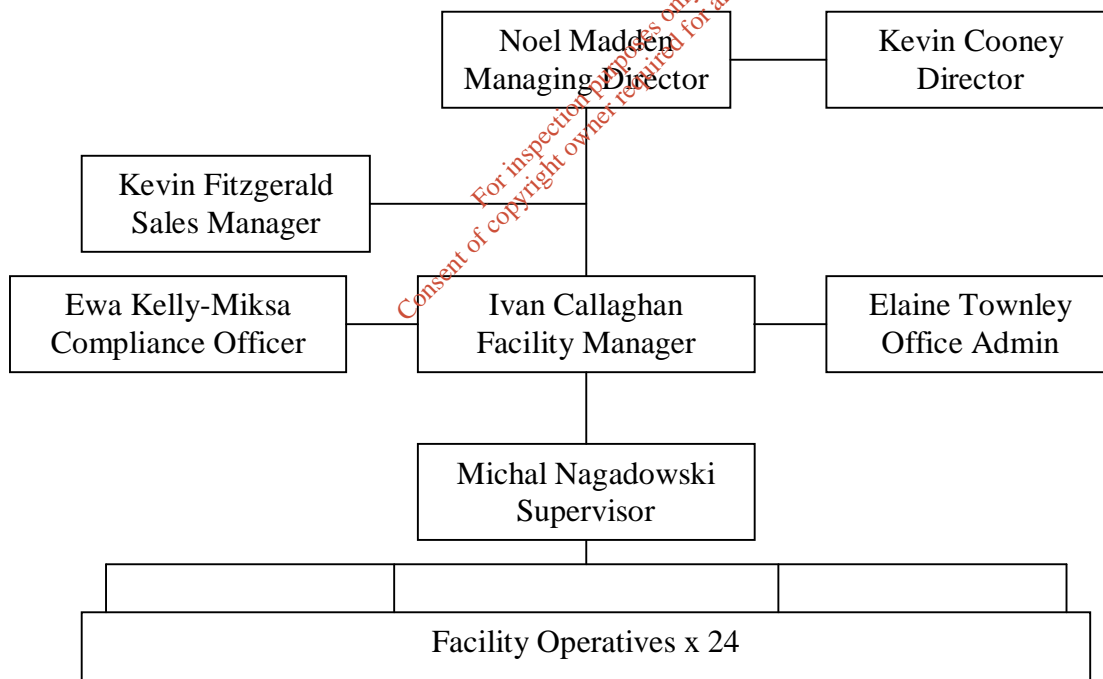 Noel Madden
Managing Director
Kevin Cooney
Director
Kevin Fitzgerald
Sales Manager
Ewa Kelly-Miksa
Compliance Officer
Ivan Callaghan
Facility Manager
Elaine Townley
Office Admin
Michal Nagadowski
Supervisor
Facility Operatives x 24
For inspection purposes only
Consent of copyright owner required for